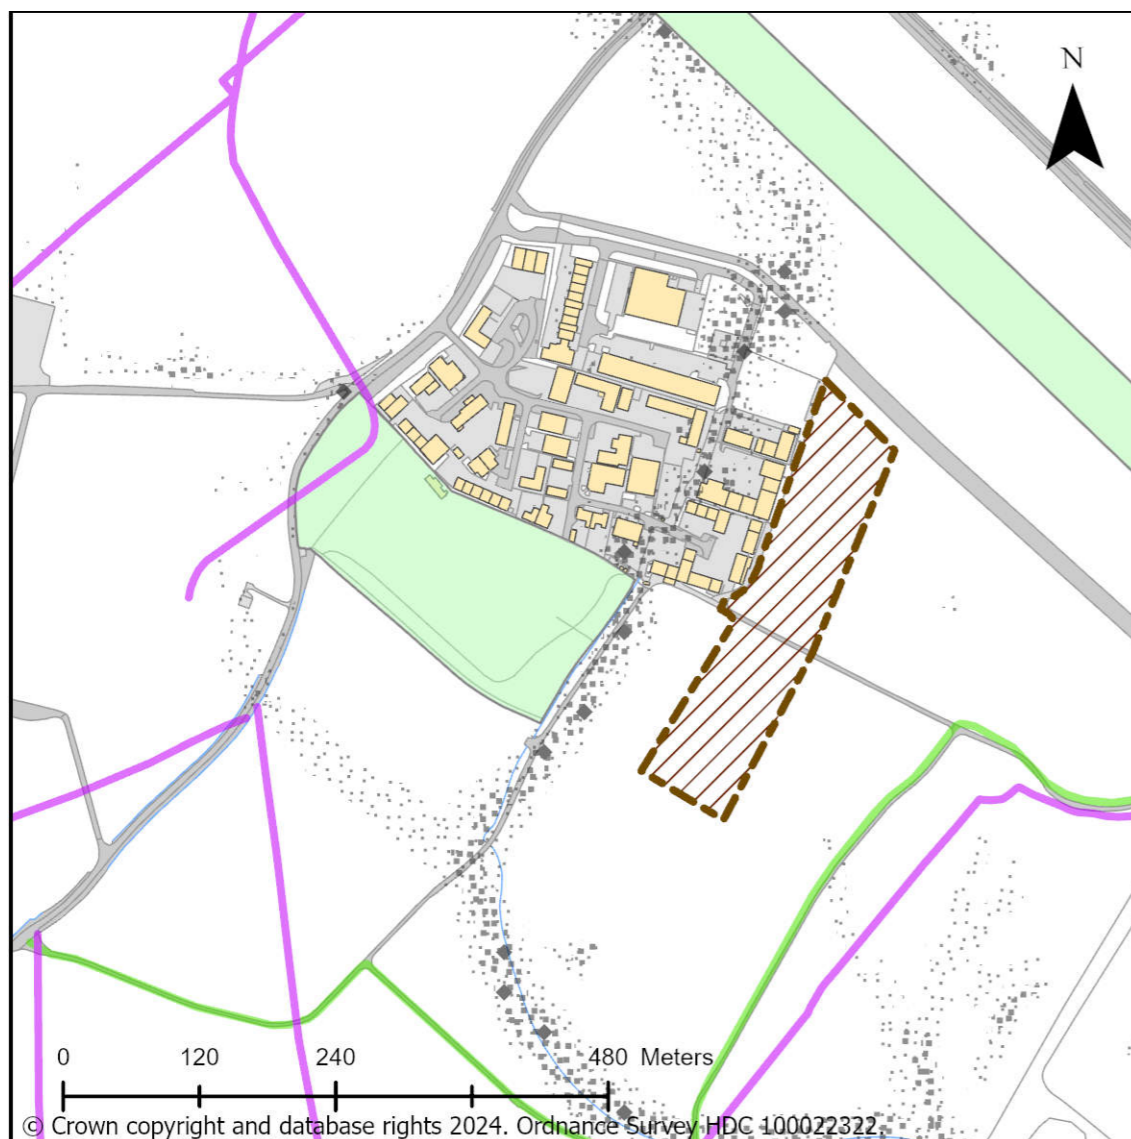 N
0 120 240 480 Meters
© Crown copyright and database rights 2024. Ordnance Survey HDC 100022322.